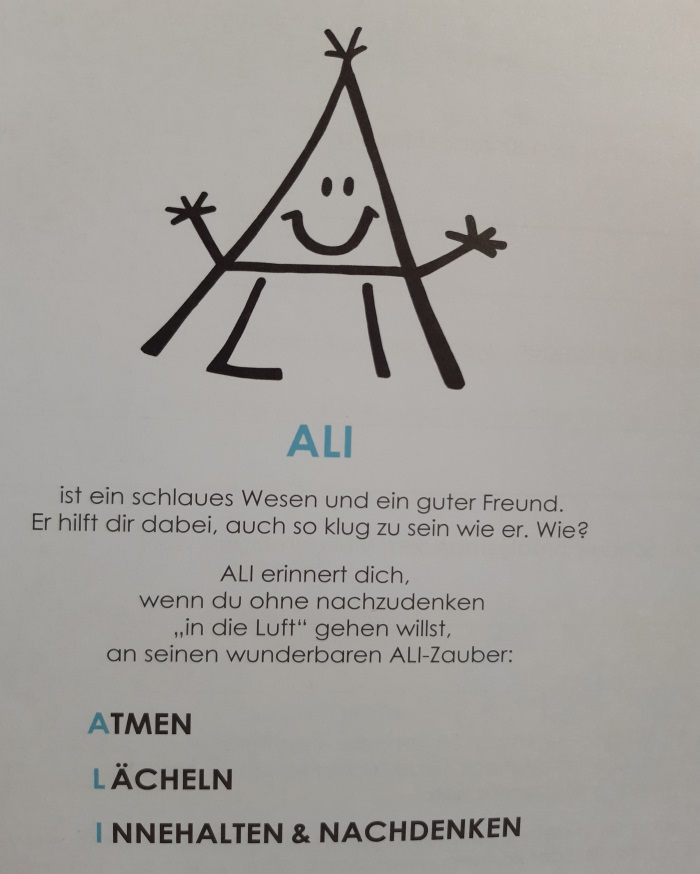 ALI
ist ein schlaues Wesen und ein guter Freund.
Er hilft dir dabei, auch so klug zu sein wie er. Wie?
ALI erinnert dich,
wenn du ohne nachzudenken
„in die Luft“ gehen willst,
an seinen wunderbaren ALI-Zauber:
ATMEN
LÄCHELN
INNEHALTEN & NACHDENKEN